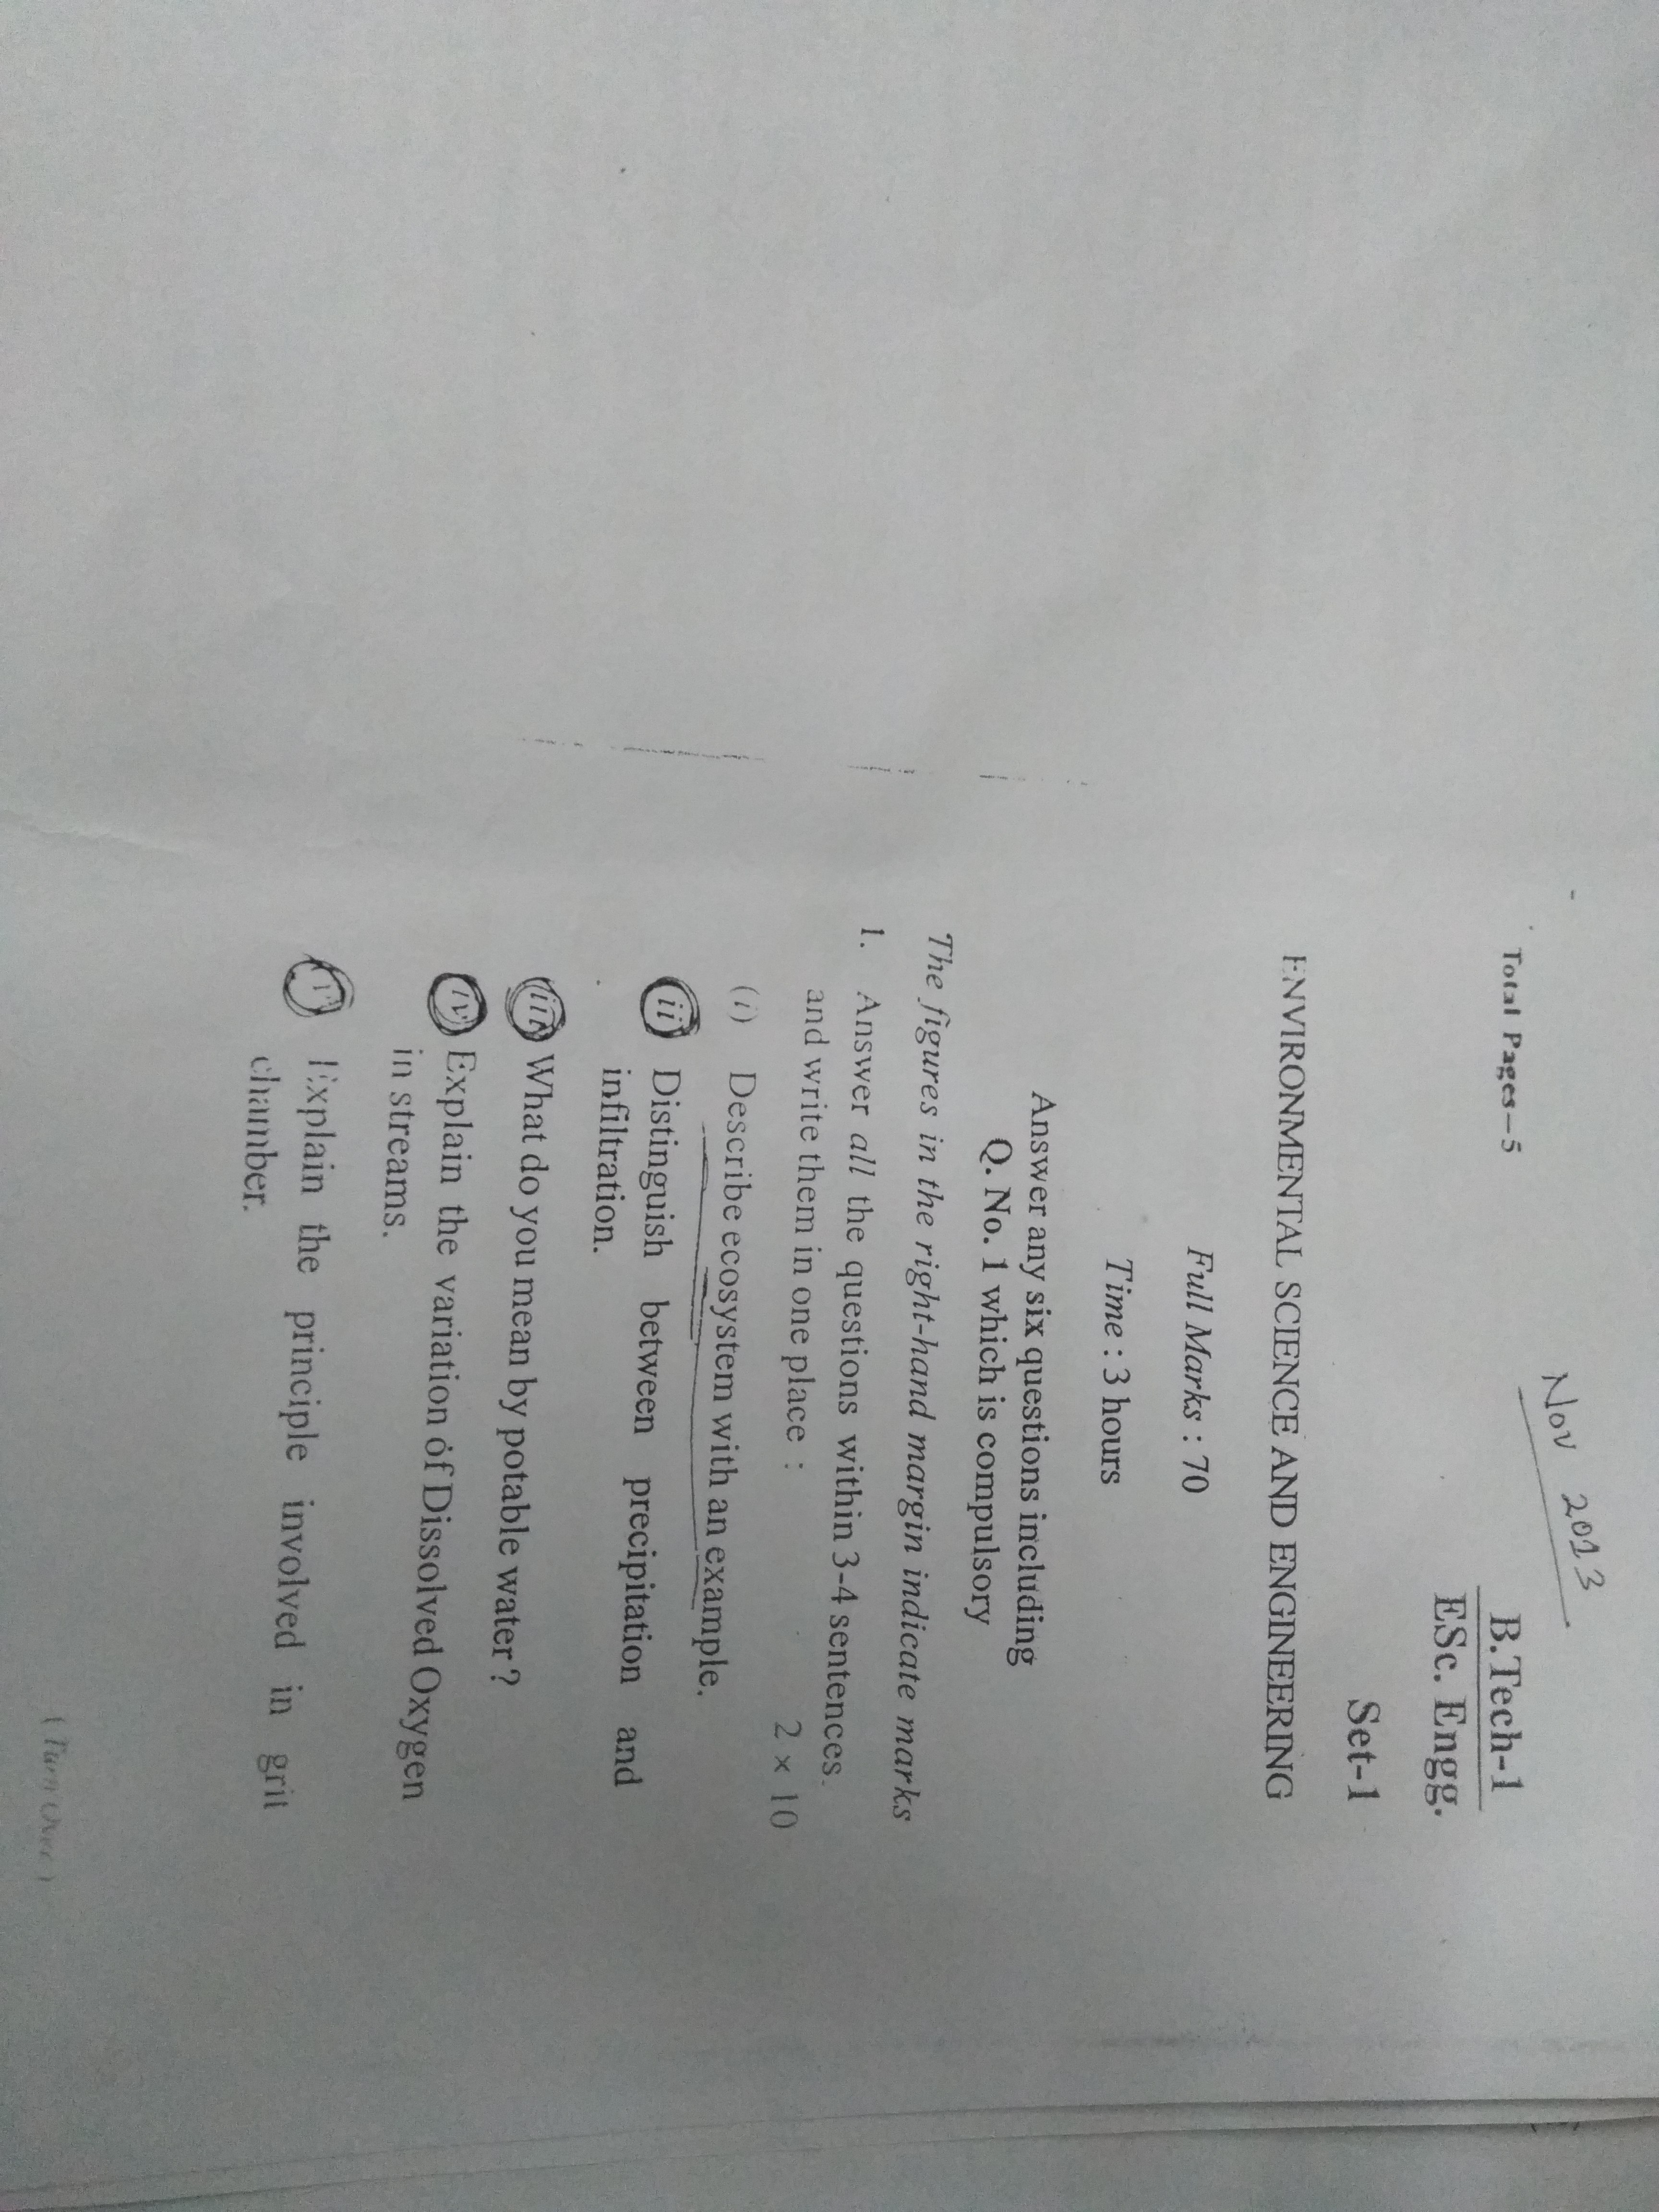 Nov 2013
Total Pages—5
B.Tech-1
ESc. Engg.
Set-1
ENVIRONMENTAL SCIENCE AND ENGINEERING
Full Marks : 70
Time : 3 hours
Answer any six questions including
Q. No. 1 which is compulsory
The figures in the right-hand margin indicate marks
1. Answer all the questions within 3-4 sentences.
and write them in one place : 2 × 10
(i) Describe ecosystem with an example.
(ii) Distinguish between precipitation and
infiltration.
(iii) What do you mean by potable water ?
(iv) Explain the variation of Dissolved Oxygen
in streams.
(v) Explain the principle involved in grit
chamber.
( Turn Over )